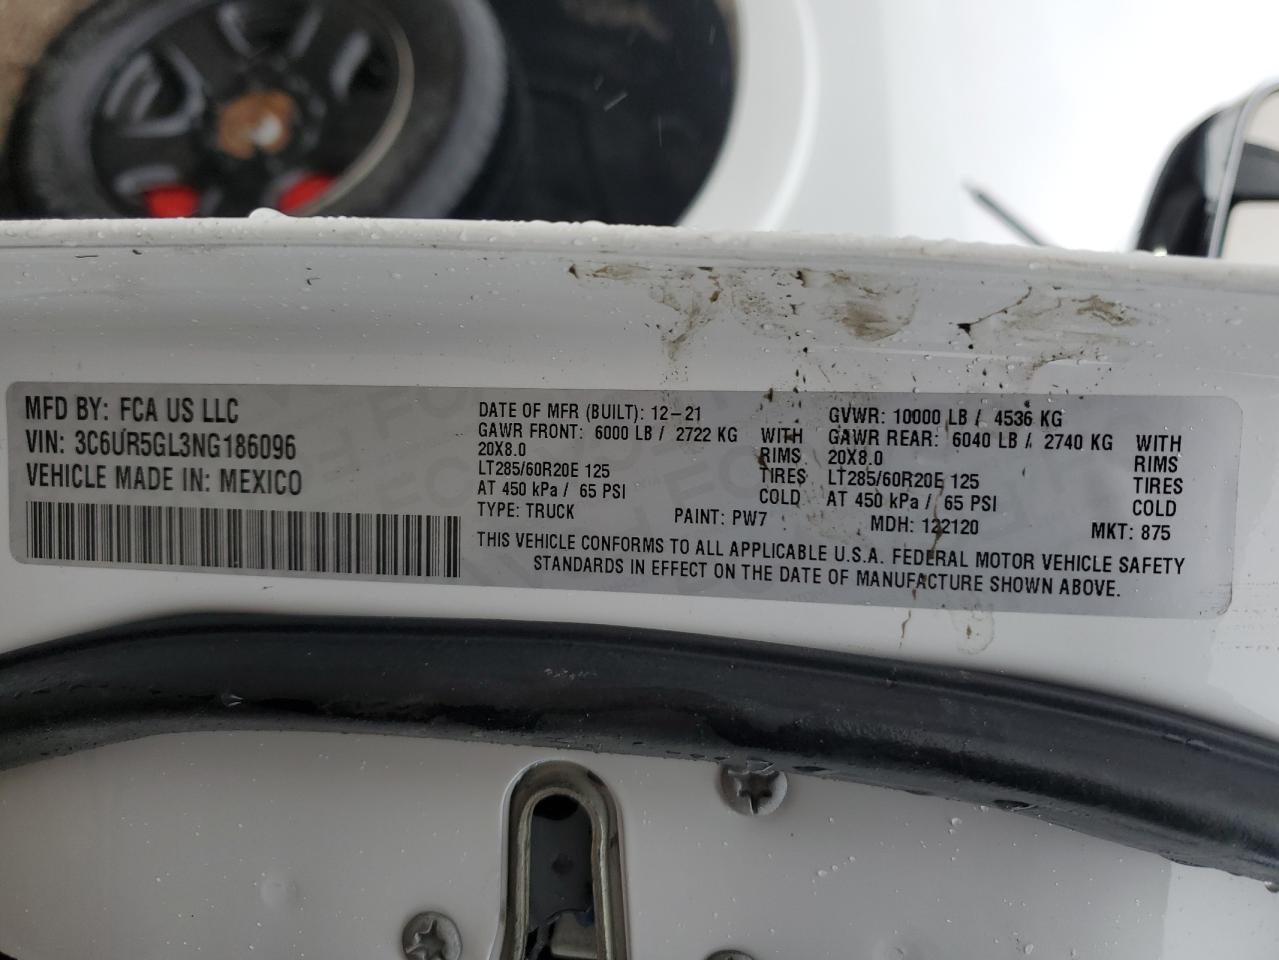 MFD BY: FCA US LLC
VIN: 3C6UR5GL3NG186096
VEHICLE MADE IN: MEXICO
DATE OF MFR (BUILT): 12-21
GAWR FRONT: 6000 LB / 2722 KG WITH
20X8.0 RIMS
LT285/60R20E 125 TIRES
AT 450 kPa / 65 PSI COLD
TYPE: TRUCK PAINT: PW7
GVWR: 10000 LB / 4536 KG
GAWR REAR: 6040 LB / 2740 KG WITH
20X8.0 RIMS
LT285/60R20E 125 TIRES
AT 450 kPa / 65 PSI COLD
MDH: 122120 MKT: 875
THIS VEHICLE CONFORMS TO ALL APPLICABLE U.S.A. FEDERAL MOTOR VEHICLE SAFETY
STANDARDS IN EFFECT ON THE DATE OF MANUFACTURE SHOWN ABOVE.